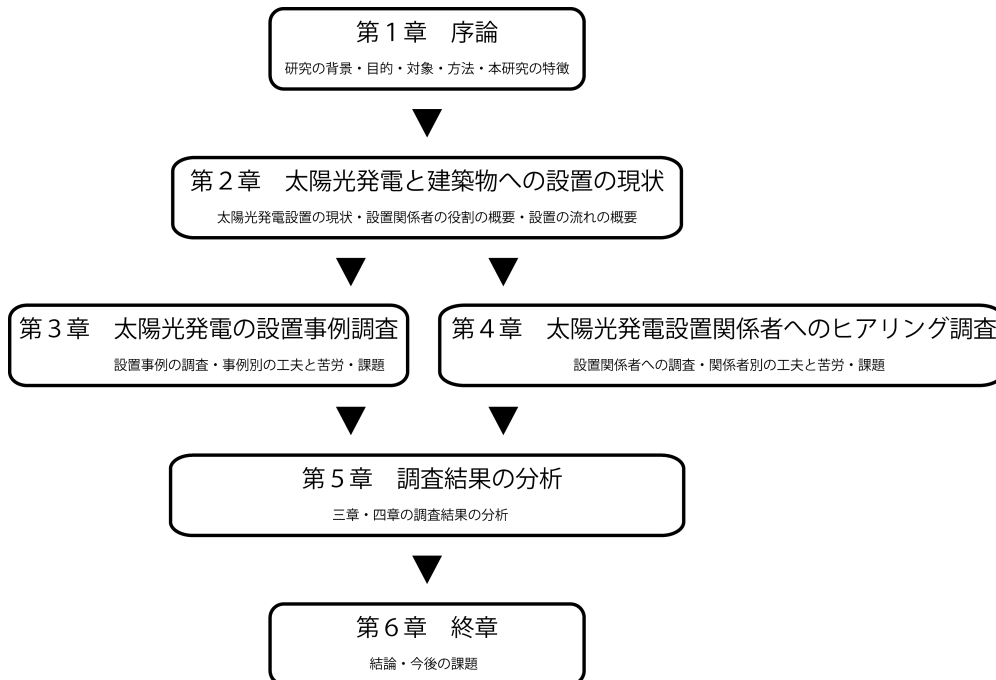 第１章　序論
研究の背景・目的・対象・方法・本研究の特徴
第２章　太陽光発電と建築物への設置の現状
太陽光発電設置の現状・設置関係者の役割の概要・設置の流れの概要
第３章　太陽光発電の設置事例調査
設置事例の調査・事例別の工夫と苦労・課題
第４章　太陽光発電設置関係者へのヒアリング調査
設置関係者への調査・関係者別の工夫と苦労・課題
第５章　調査結果の分析
三章・四章の調査結果の分析
第６章　終章
結論・今後の課題